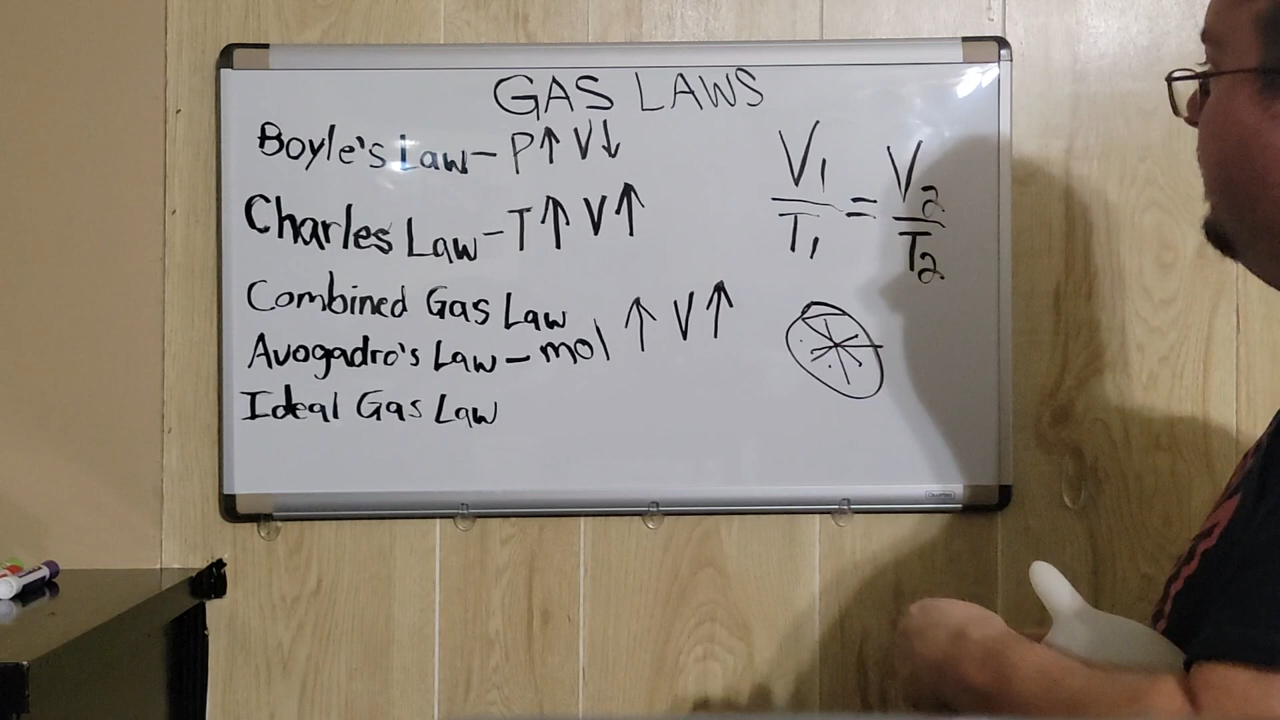 GAS LAWS
Boyle's Law – P↑ V↓
Charles Law – T↑ V↑
Combined Gas Law
Avogadro's Law – mol ↑ V↑
Ideal Gas Law
V₁/T₁ = V₂/T₂